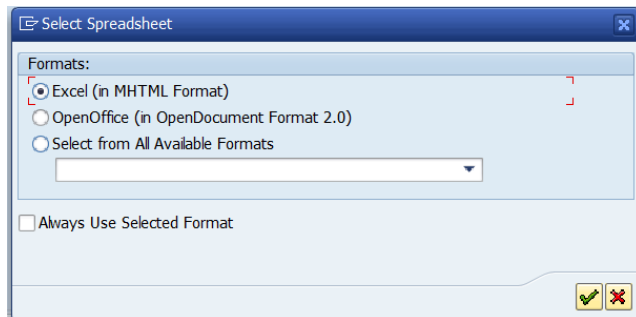 Select Spreadsheet
Formats:
Excel (in MHTML Format)
OpenOffice (in OpenDocument Format 2.0)
Select from All Available Formats
Always Use Selected Format